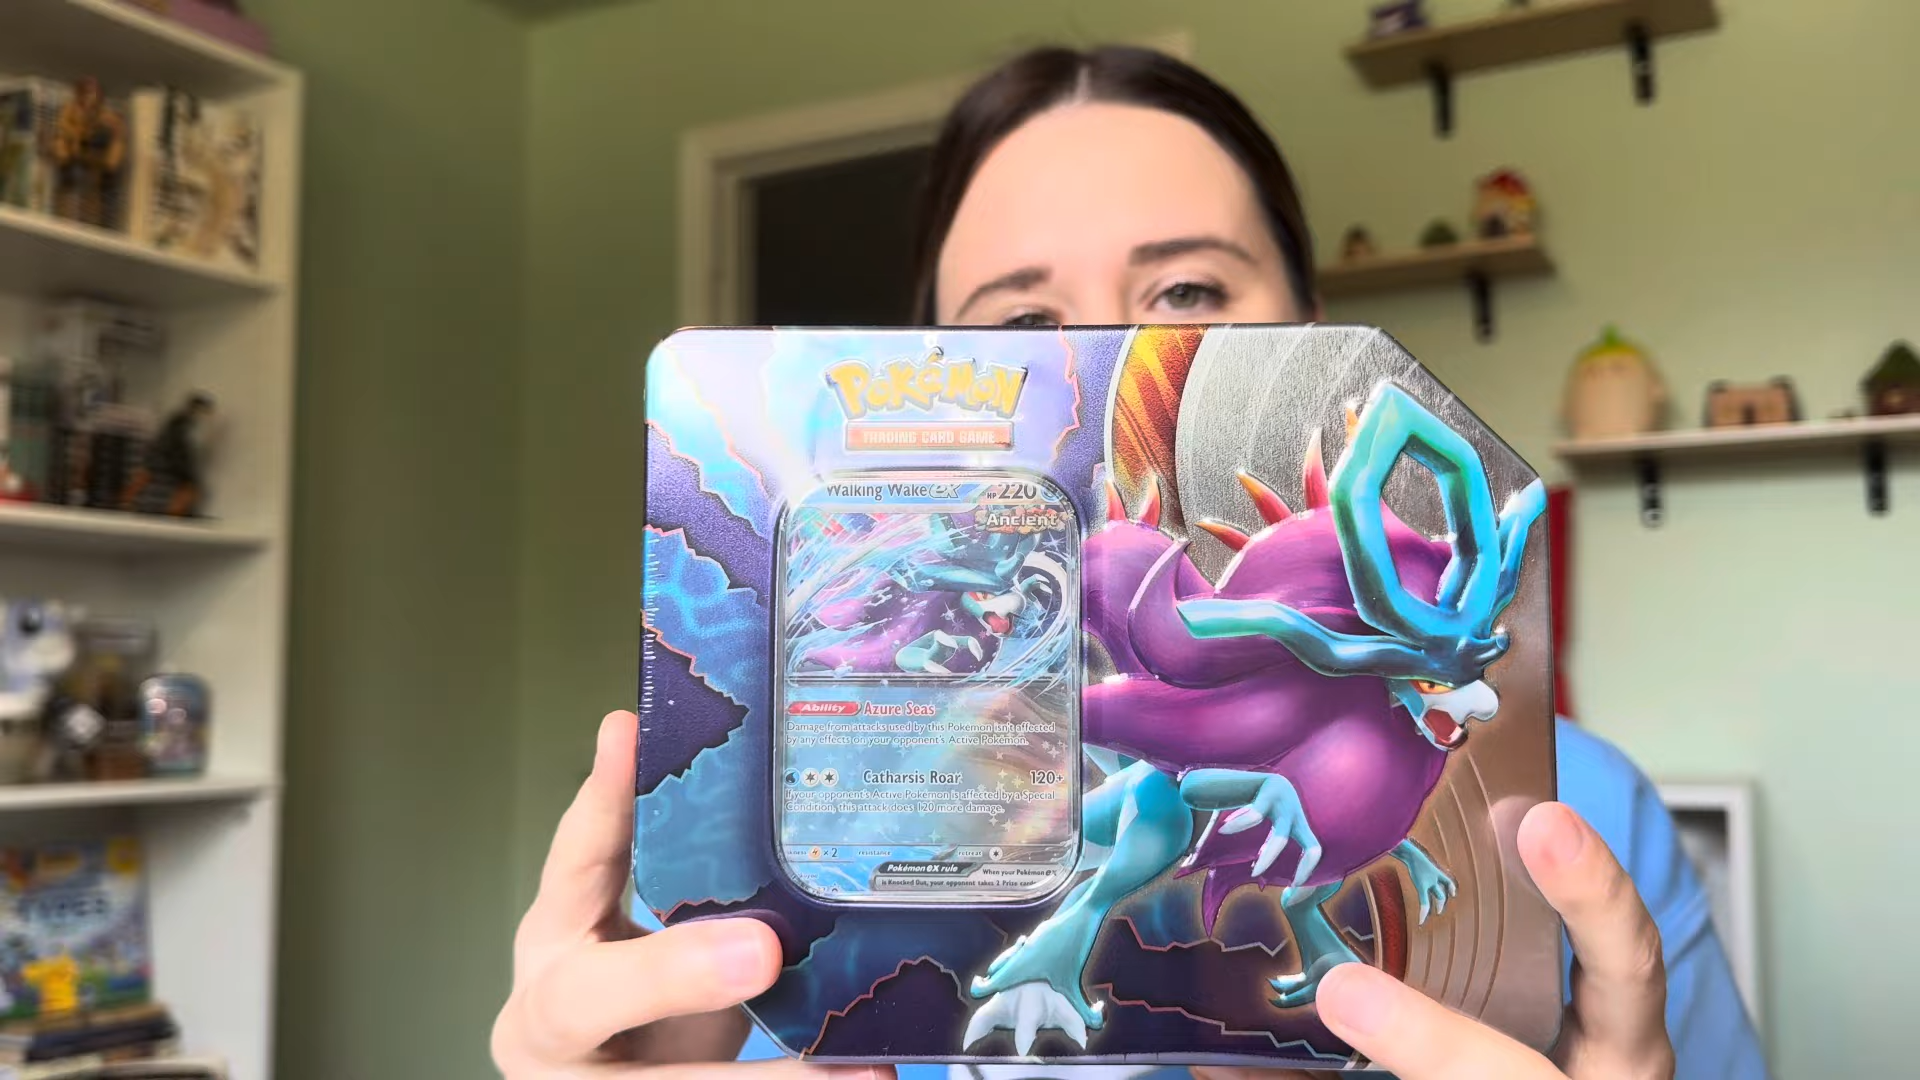 POKéMON
TRADING CARD GAME
Walking Wake ex HP 220
Ancient
Ability Azure Seas
Damage from attacks used by this Pokémon isn't affected
by any effects on your opponent's Active Pokémon.
Catharsis Roar 120+
If your opponent's Active Pokémon is affected by a Special
Condition, this attack does 120 more damage.
×2 resistance retreat
Pokémon ex rule When your Pokémon ex
is Knocked Out, your opponent takes 2 Prize cards